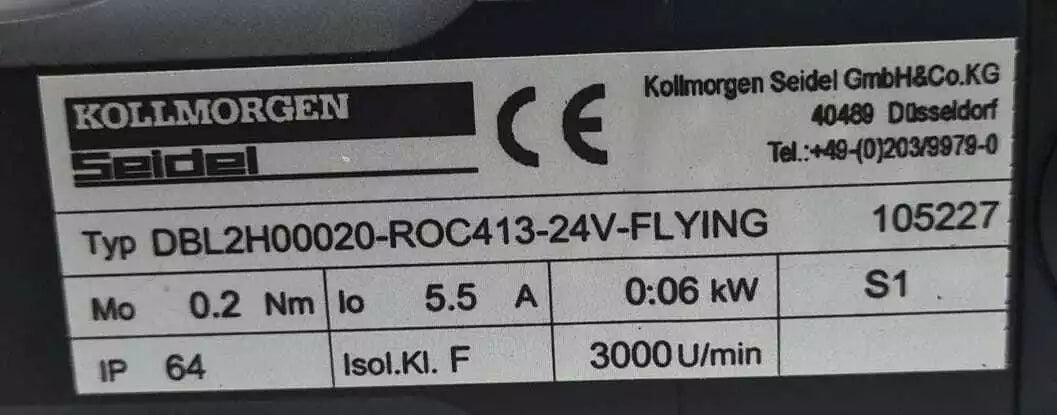 KOLLMORGEN
Seidel
CE
Kollmorgen Seidel GmbH&Co.KG
40489 Düsseldorf
Tel.:+49-(0)203/9979-0
Typ DBL2H00020-ROC413-24V-FLYING 105227
Mo 0.2 Nm Io 5.5 A 0:06 kW S1
IP 64 Isol.Kl. F 3000 U/min